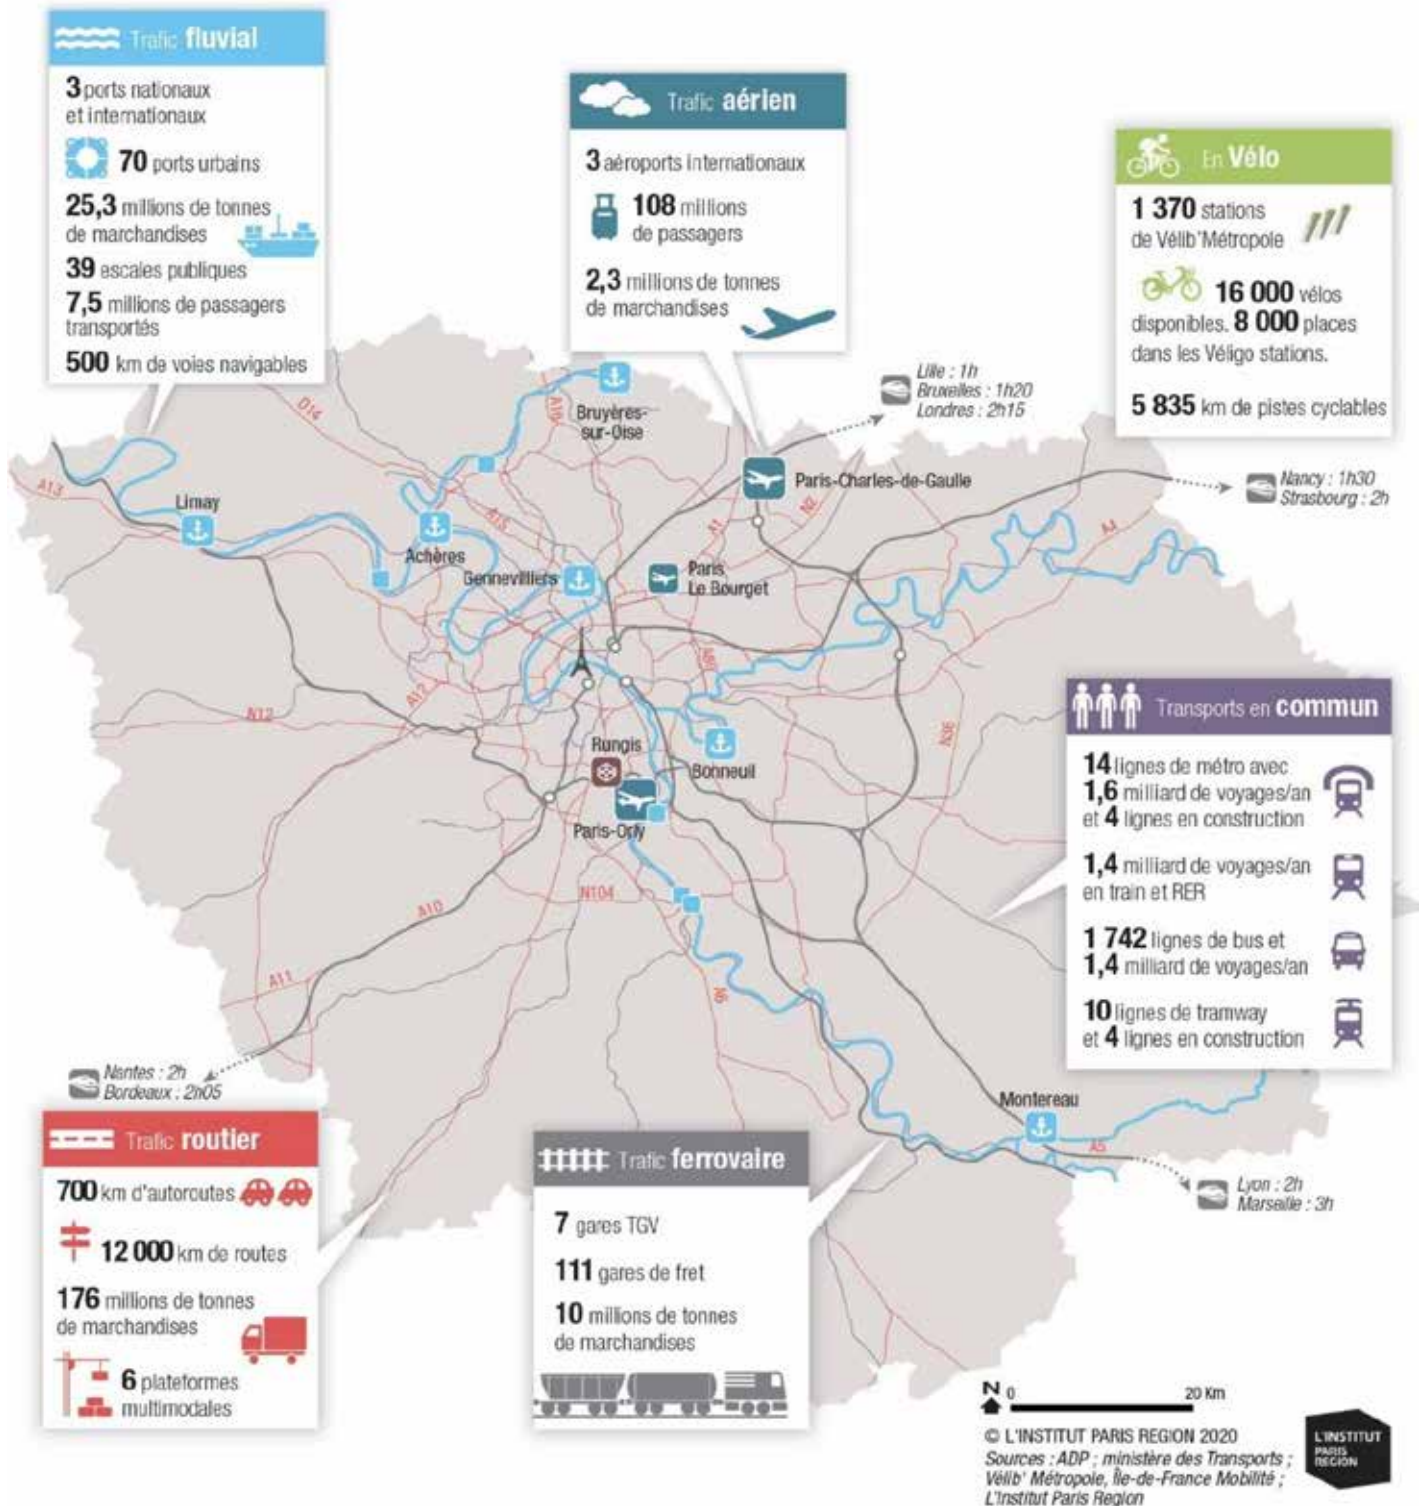 Trafic fluvial
3 ports nationaux
et internationaux
70 ports urbains
25,3 millions de tonnes
de marchandises
39 escales publiques
7,5 millions de passagers
transportés
500 km de voies navigables
Trafic aérien
3 aéroports internationaux
108 millions
de passagers
2,3 millions de tonnes
de marchandises
En Vélo
1 370 stations
de Vélib'Métropole
16 000 vélos
disponibles. 8 000 places
dans les Véligo stations.
5 835 km de pistes cyclables
Lille : 1h
Bruxelles : 1h20
Londres : 2h15
Nancy : 1h30
Strasbourg : 2h
D14
A16
Bruyères-
sur-Oise
Paris-Charles-de-Gaulle
A13
Limay
A15
A1
N2
A4
Achères
Gennevilliers
Paris
Le Bourget
A12
N12
A86
N36
Rungis
Bonneuil
Paris-Orly
N104
A10
A11
A6
Transports en commun
14 lignes de métro avec
1,6 milliard de voyages/an
et 4 lignes en construction
1,4 milliard de voyages/an
en train et RER
1 742 lignes de bus et
1,4 milliard de voyages/an
10 lignes de tramway
et 4 lignes en construction
Nantes : 2h
Bordeaux : 2h05
Montereau
A5
Lyon : 2h
Marseille : 3h
Trafic routier
700 km d'autoroutes
12 000 km de routes
176 millions de tonnes
de marchandises
6 plateformes
multimodales
Trafic ferrovaire
7 gares TGV
111 gares de fret
10 millions de tonnes
de marchandises
N 0 20 Km
© L'INSTITUT PARIS REGION 2020
Sources : ADP ; ministère des Transports ;
Vélib' Métropole, Île-de-France Mobilité ;
L'Institut Paris Region
L'INSTITUT
PARIS
REGION